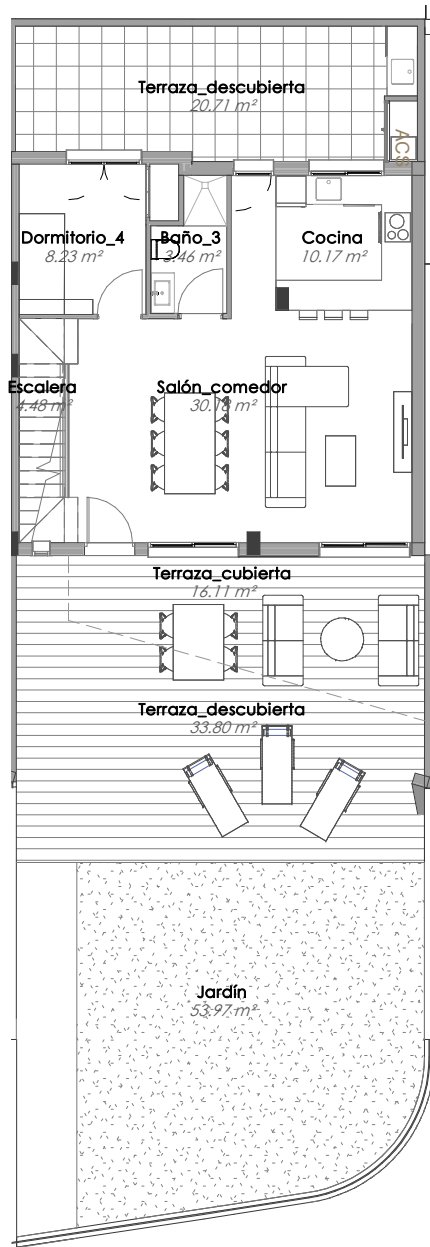 Terraza_descubierta
20.71 m²
ACS
Dormitorio_4
8.23 m²
Baño_3
3.46 m²
Cocina
10.17 m²
Escalera
4.48 m²
Salón_comedor
30.18 m²
Terraza_cubierta
16.11 m²
Terraza_descubierta
33.80 m²
Jardín
53.97 m²